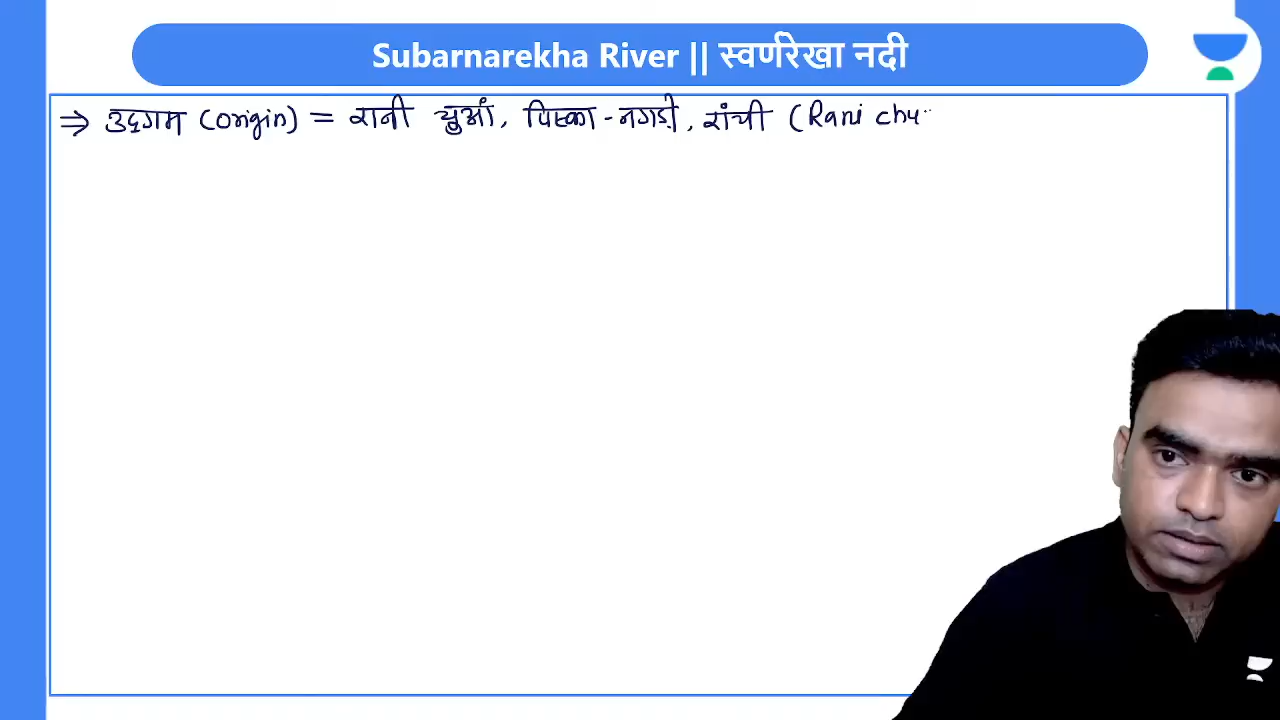 Subarnarekha River || स्वर्णरेखा नदी
⇒ उद्गम (Origin) = रानी चुआं, पिस्का-नगड़ी, रांची (Rani chu